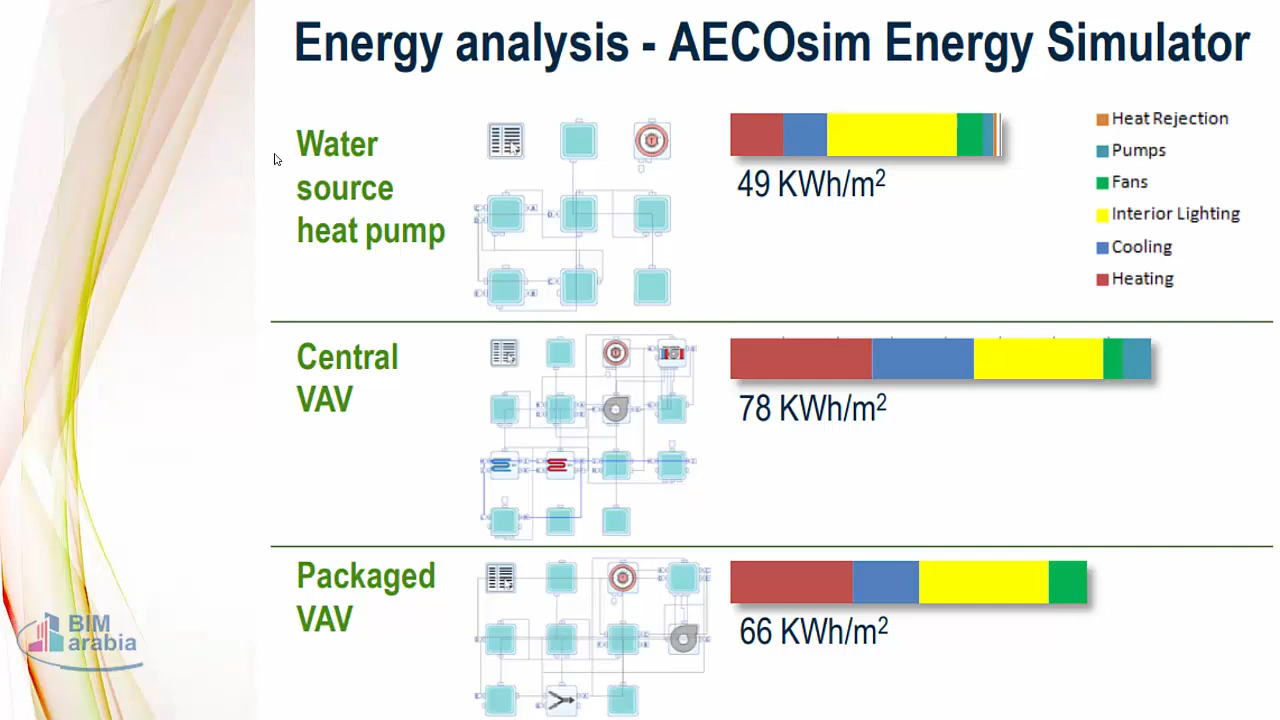 Energy analysis - AECOsim Energy Simulator
Water
source
heat pump
49 KWh/m²
Heat Rejection
Pumps
Fans
Interior Lighting
Cooling
Heating
Central
VAV
78 KWh/m²
Packaged
VAV
66 KWh/m²
BIM
arabia